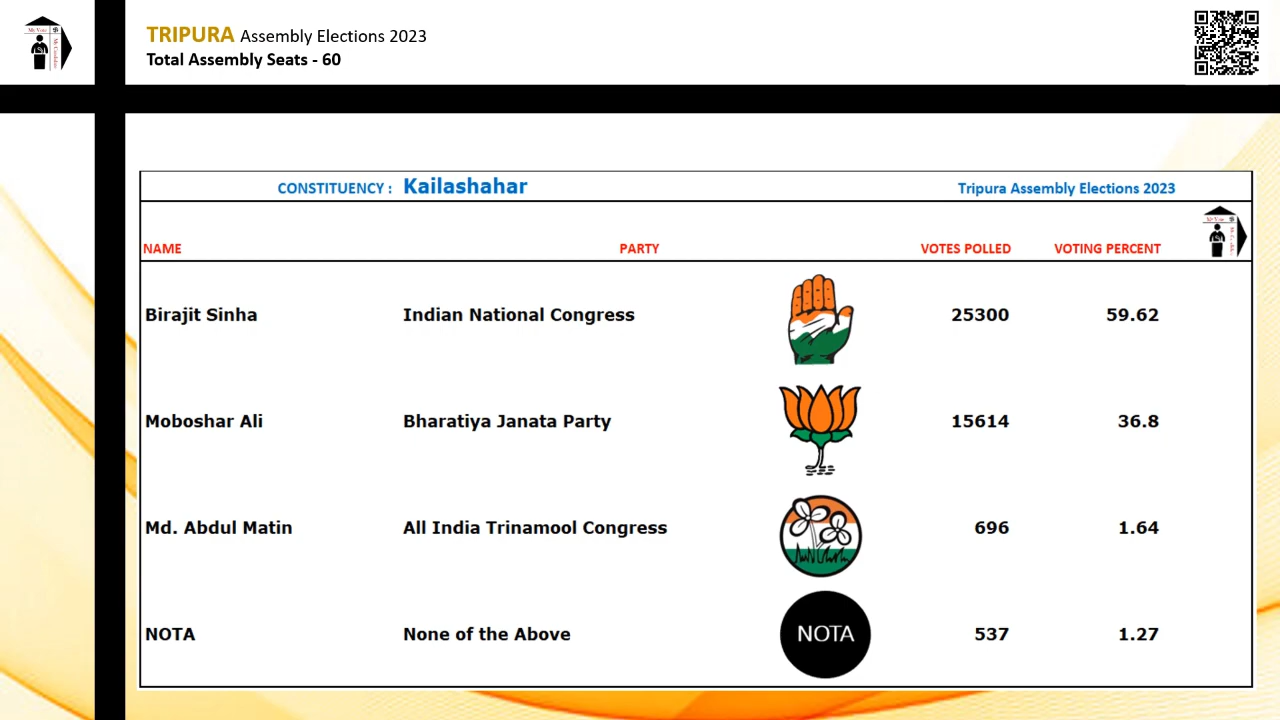 TRIPURA Assembly Elections 2023
Total Assembly Seats - 60
CONSTITUENCY : Kailashahar Tripura Assembly Elections 2023
NAME PARTY VOTES POLLED VOTING PERCENT
Birajit Sinha Indian National Congress 25300 59.62
Moboshar Ali Bharatiya Janata Party 15614 36.8
Md. Abdul Matin All India Trinamool Congress 696 1.64
NOTA None of the Above NOTA 537 1.27